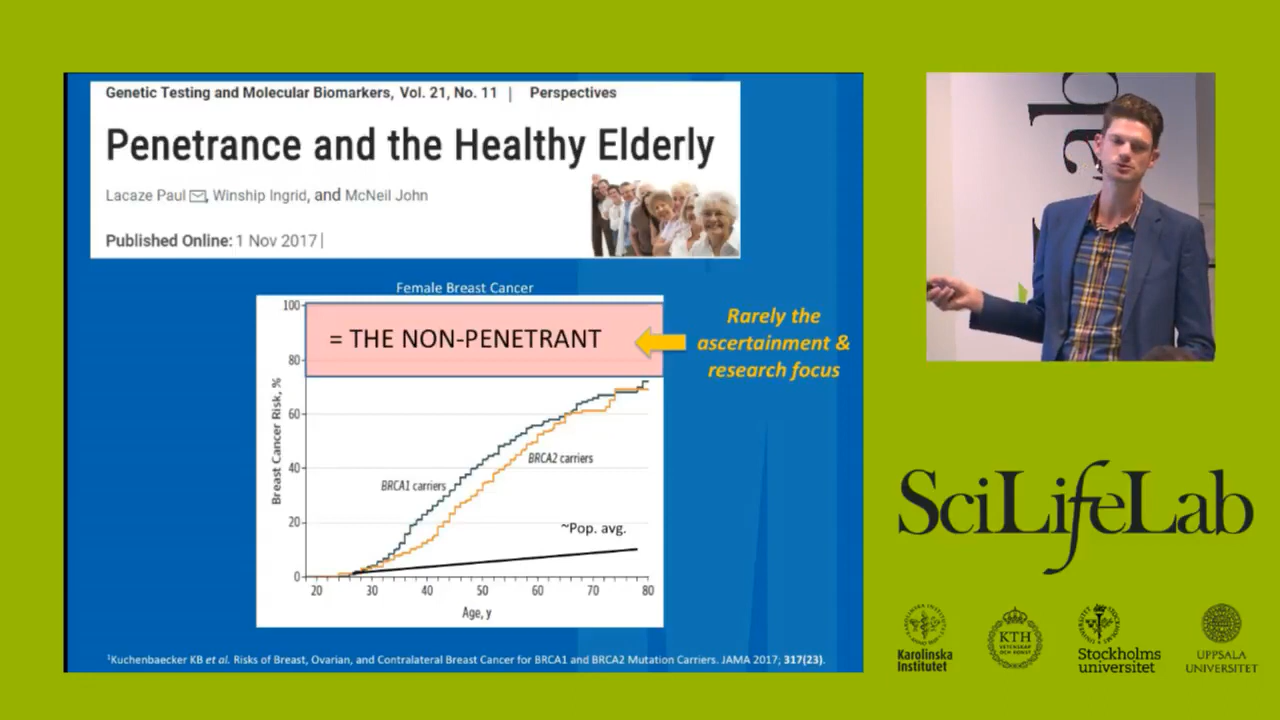 Genetic Testing and Molecular Biomarkers, Vol. 21, No. 11 | Perspectives
Penetrance and the Healthy Elderly
Lacaze Paul, Winship Ingrid, and McNeil John
Published Online: 1 Nov 2017 |
Female Breast Cancer
100
80
60
40
20
0
Breast Cancer Risk, %
= THE NON-PENETRANT
Rarely the
ascertainment &
research focus
BRCA1 carriers
BRCA2 carriers
~Pop. avg.
20 30 40 50 60 70 80
Age, y
1Kuchenbaecker KB et al. Risks of Breast, Ovarian, and Contralateral Breast Cancer for BRCA1 and BRCA2 Mutation Carriers. JAMA 2017; 317(23).
SciLifeLab
Karolinska
Institutet
KTH
VETENSKAP
OCH KONST
Stockholms
universitet
UPPSALA
UNIVERSITET